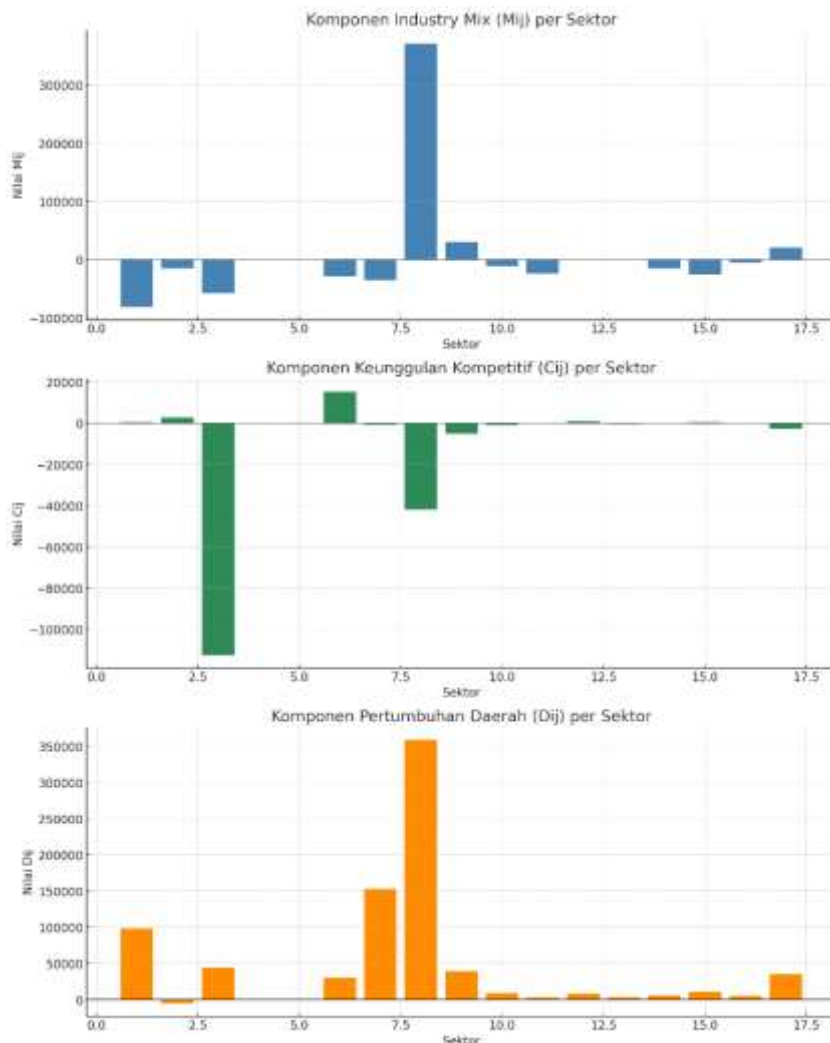 Komponen Industry Mix (Mij) per Sektor
300000
200000
100000
0
−100000
Nilai Mij
0.0 2.5 5.0 7.5 10.0 12.5 15.0 17.5
Sektor
Komponen Keunggulan Kompetitif (Cij) per Sektor
20000
0
−20000
−40000
−60000
−80000
−100000
Nilai Cij
0.0 2.5 5.0 7.5 10.0 12.5 15.0 17.5
Sektor
Komponen Pertumbuhan Daerah (Dij) per Sektor
350000
300000
250000
200000
150000
100000
50000
0
Nilai Dij
0.0 2.5 5.0 7.5 10.0 12.5 15.0 17.5
Sektor